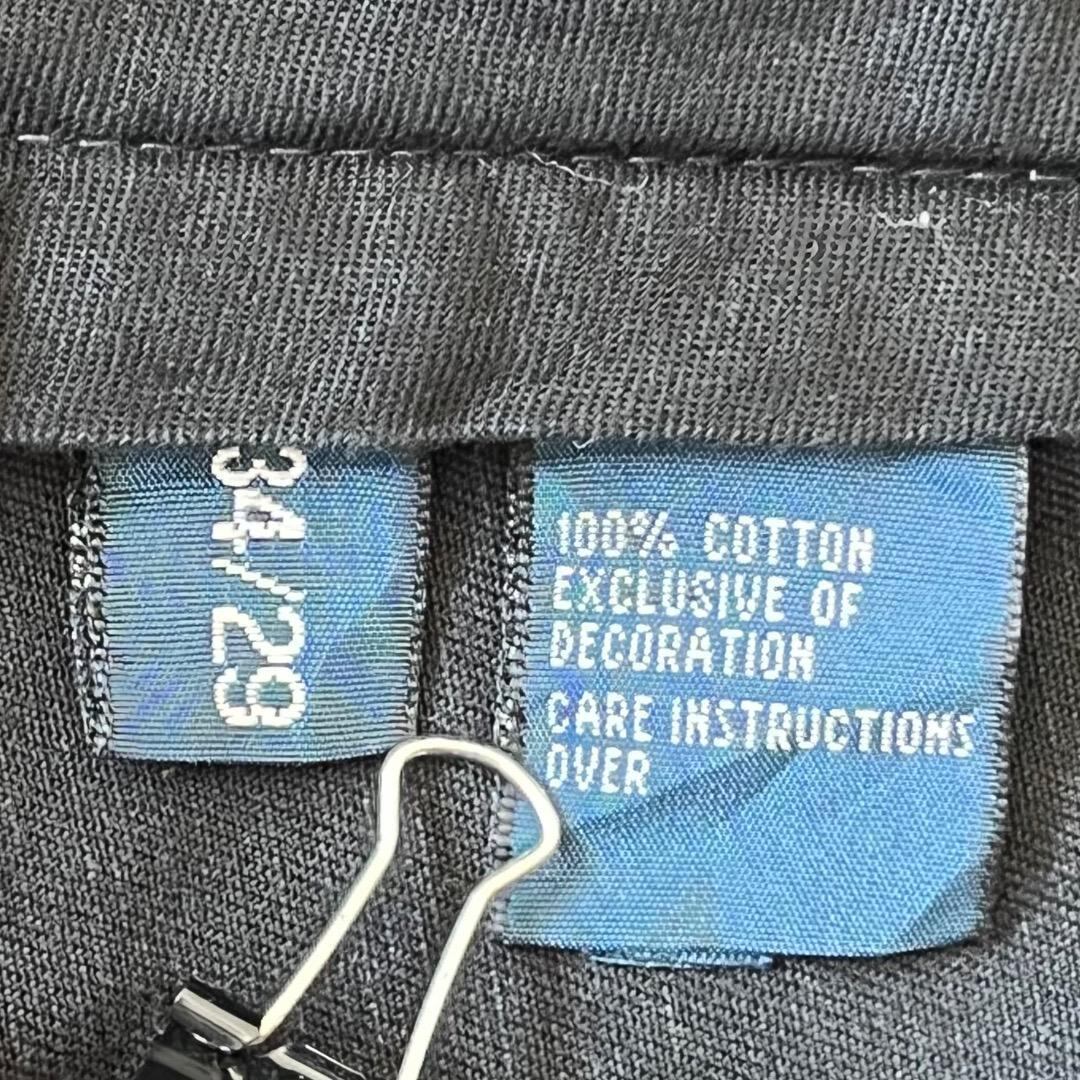 34/29
100% COTTON
EXCLUSIVE OF
DECORATION
CARE INSTRUCTIONS
OVER